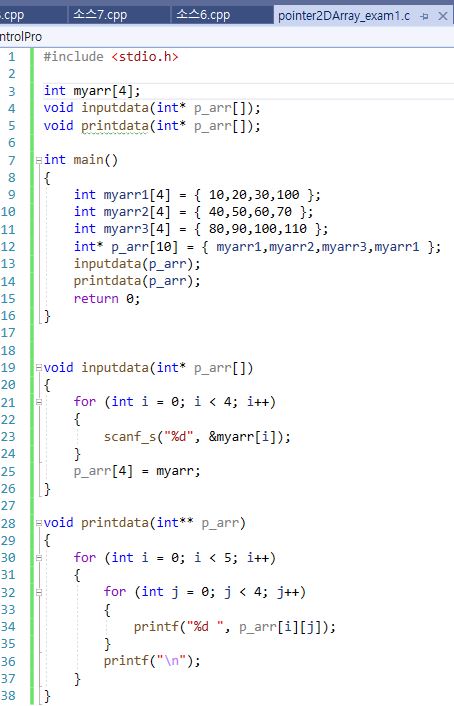 .cpp 소스7.cpp 소스6.cpp pointer2DArray_exam1.c
ntrolPro
1 #include <stdio.h>
2
3 int myarr[4];
4 void inputdata(int* p_arr[]);
5 void printdata(int* p_arr[]);
6
7 int main()
8 {
9 int myarr1[4] = { 10,20,30,100 };
10 int myarr2[4] = { 40,50,60,70 };
11 int myarr3[4] = { 80,90,100,110 };
12 int* p_arr[10] = { myarr1,myarr2,myarr3,myarr1 };
13 inputdata(p_arr);
14 printdata(p_arr);
15 return 0;
16 }
17
18
19 void inputdata(int* p_arr[])
20 {
21 for (int i = 0; i < 4; i++)
22 {
23 scanf_s("%d", &myarr[i]);
24 }
25 p_arr[4] = myarr;
26 }
27
28 void printdata(int** p_arr)
29 {
30 for (int i = 0; i < 5; i++)
31 {
32 for (int j = 0; j < 4; j++)
33 {
34 printf("%d ", p_arr[i][j]);
35 }
36 printf("\n");
37 }
38 }